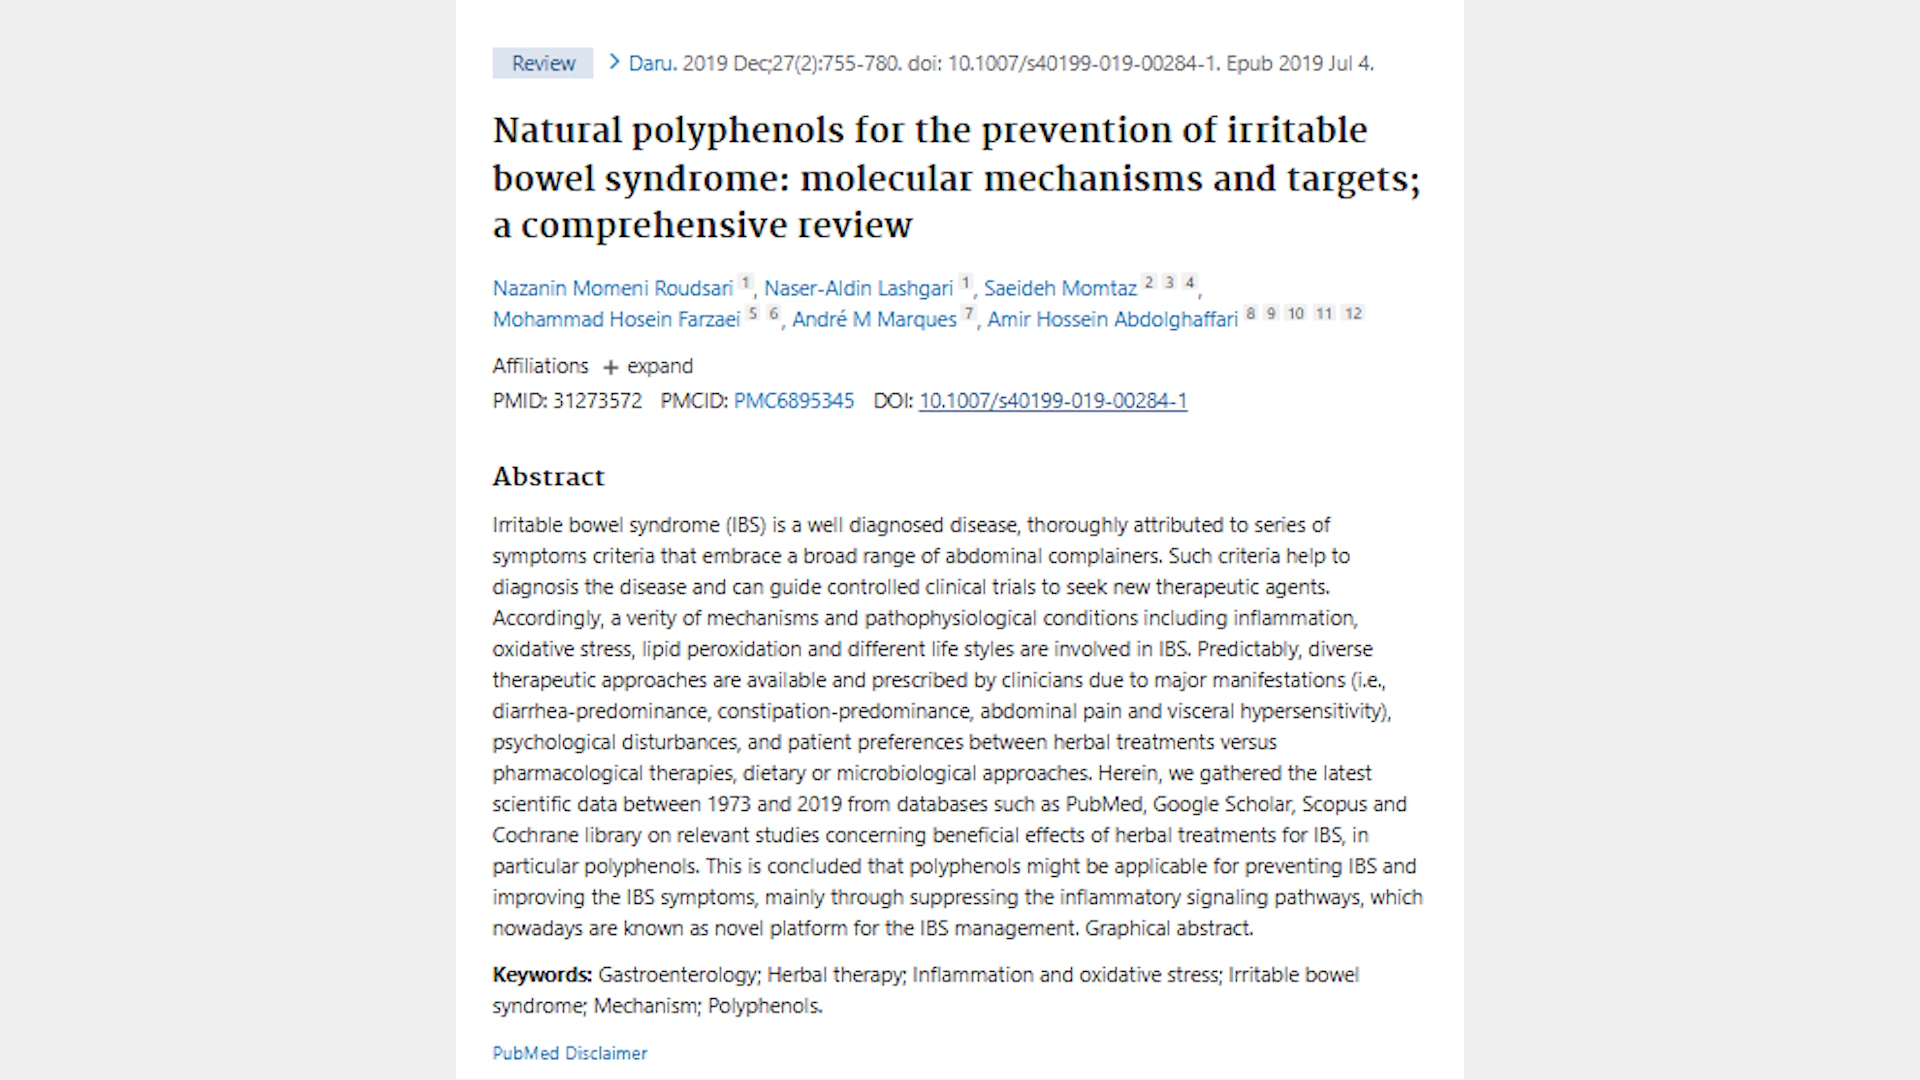 Review > Daru. 2019 Dec;27(2):755-780. doi: 10.1007/s40199-019-00284-1. Epub 2019 Jul 4.
Natural polyphenols for the prevention of irritable
bowel syndrome: molecular mechanisms and targets;
a comprehensive review
Nazanin Momeni Roudsari 1, Naser-Aldin Lashgari 1, Saeideh Momtaz 2 3 4,
Mohammad Hosein Farzaei 5 6, André M Marques 7, Amir Hossein Abdolghaffari 8 9 10 11 12
Affiliations + expand
PMID: 31273572 PMCID: PMC6895345 DOI: 10.1007/s40199-019-00284-1
Abstract
Irritable bowel syndrome (IBS) is a well diagnosed disease, thoroughly attributed to series of
symptoms criteria that embrace a broad range of abdominal complainers. Such criteria help to
diagnosis the disease and can guide controlled clinical trials to seek new therapeutic agents.
Accordingly, a verity of mechanisms and pathophysiological conditions including inflammation,
oxidative stress, lipid peroxidation and different life styles are involved in IBS. Predictably, diverse
therapeutic approaches are available and prescribed by clinicians due to major manifestations (i.e.,
diarrhea-predominance, constipation-predominance, abdominal pain and visceral hypersensitivity),
psychological disturbances, and patient preferences between herbal treatments versus
pharmacological therapies, dietary or microbiological approaches. Herein, we gathered the latest
scientific data between 1973 and 2019 from databases such as PubMed, Google Scholar, Scopus and
Cochrane library on relevant studies concerning beneficial effects of herbal treatments for IBS, in
particular polyphenols. This is concluded that polyphenols might be applicable for preventing IBS and
improving the IBS symptoms, mainly through suppressing the inflammatory signaling pathways, which
nowadays are known as novel platform for the IBS management. Graphical abstract.
Keywords: Gastroenterology; Herbal therapy; Inflammation and oxidative stress; Irritable bowel
syndrome; Mechanism; Polyphenols.
PubMed Disclaimer